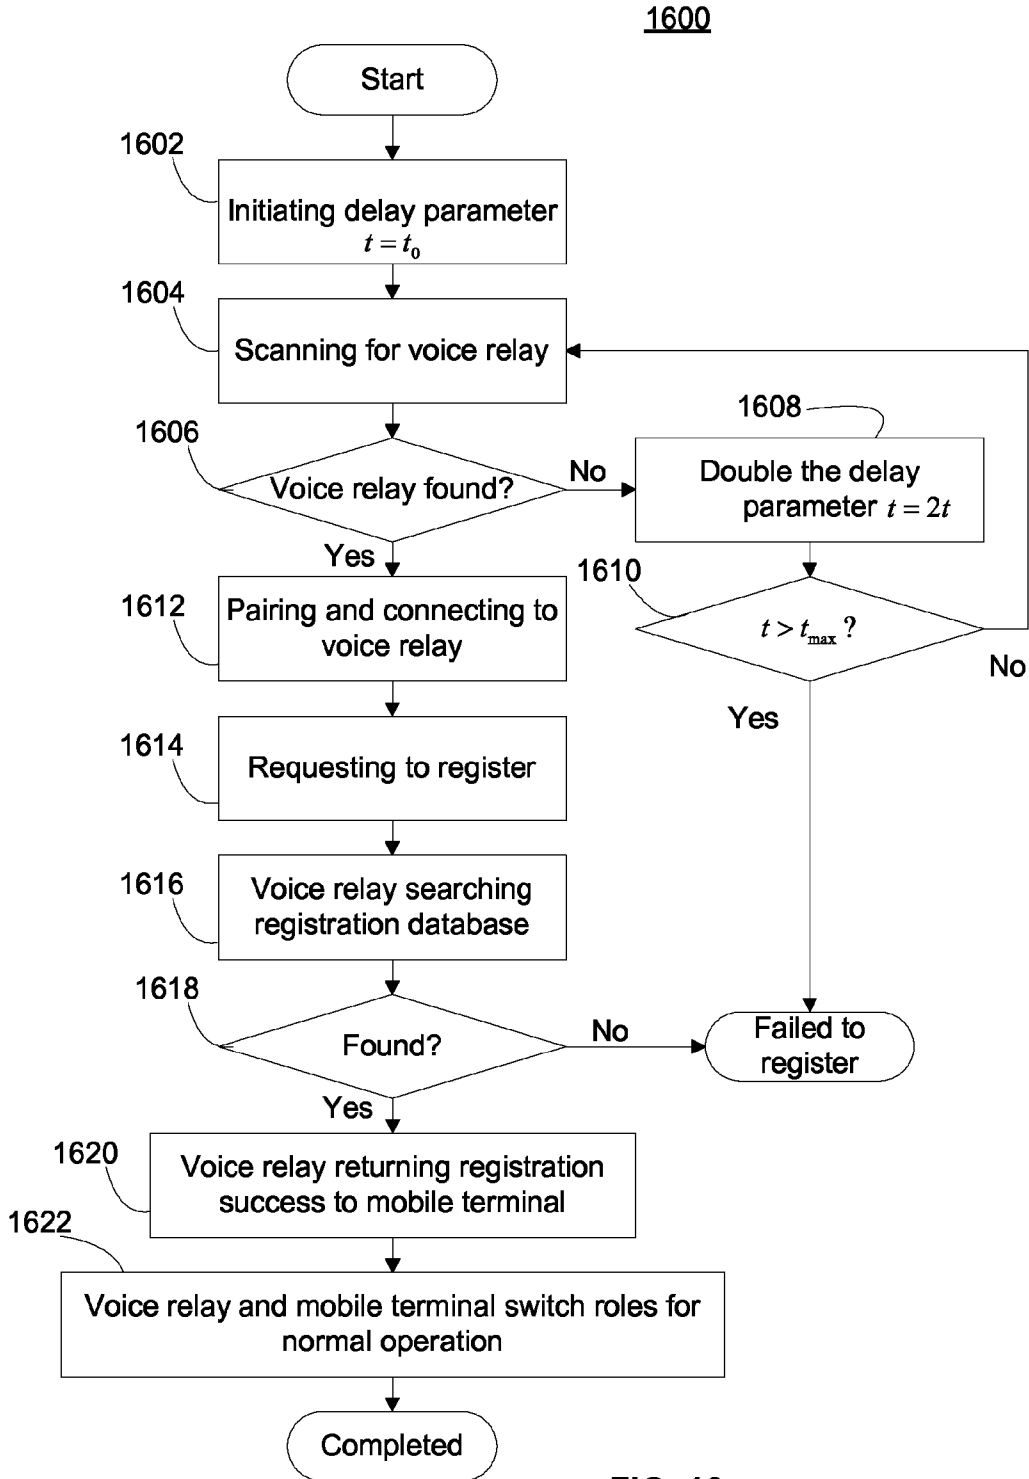 1600
Start
1602
Initiating delay parameter
t = t₀
1604
Scanning for voice relay
1606
Voice relay found?
No
1608
Double the delay
parameter t = 2t
Yes
1610
t > tmax ?
No
1612
Pairing and connecting to
voice relay
Yes
1614
Requesting to register
1616
Voice relay searching
registration database
1618
Found?
No
Failed to
register
Yes
1620
Voice relay returning registration
success to mobile terminal
1622
Voice relay and mobile terminal switch roles for
normal operation
Completed